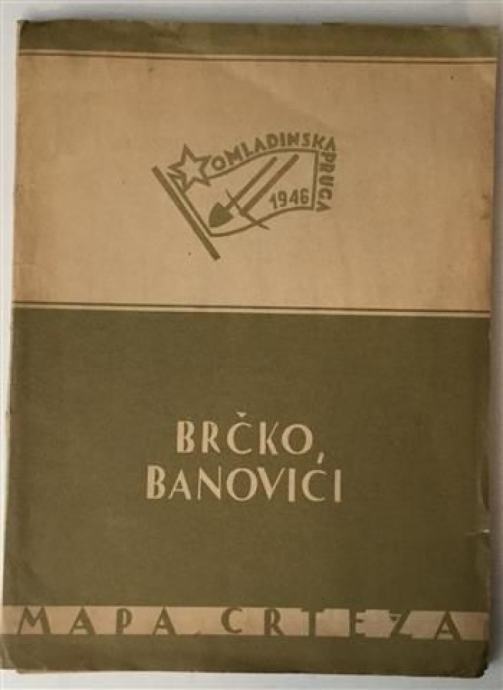 OMLADINSKA
PRUGA
1946
BRČKO,
BANOVIĆI
MAPA CRTEŽA